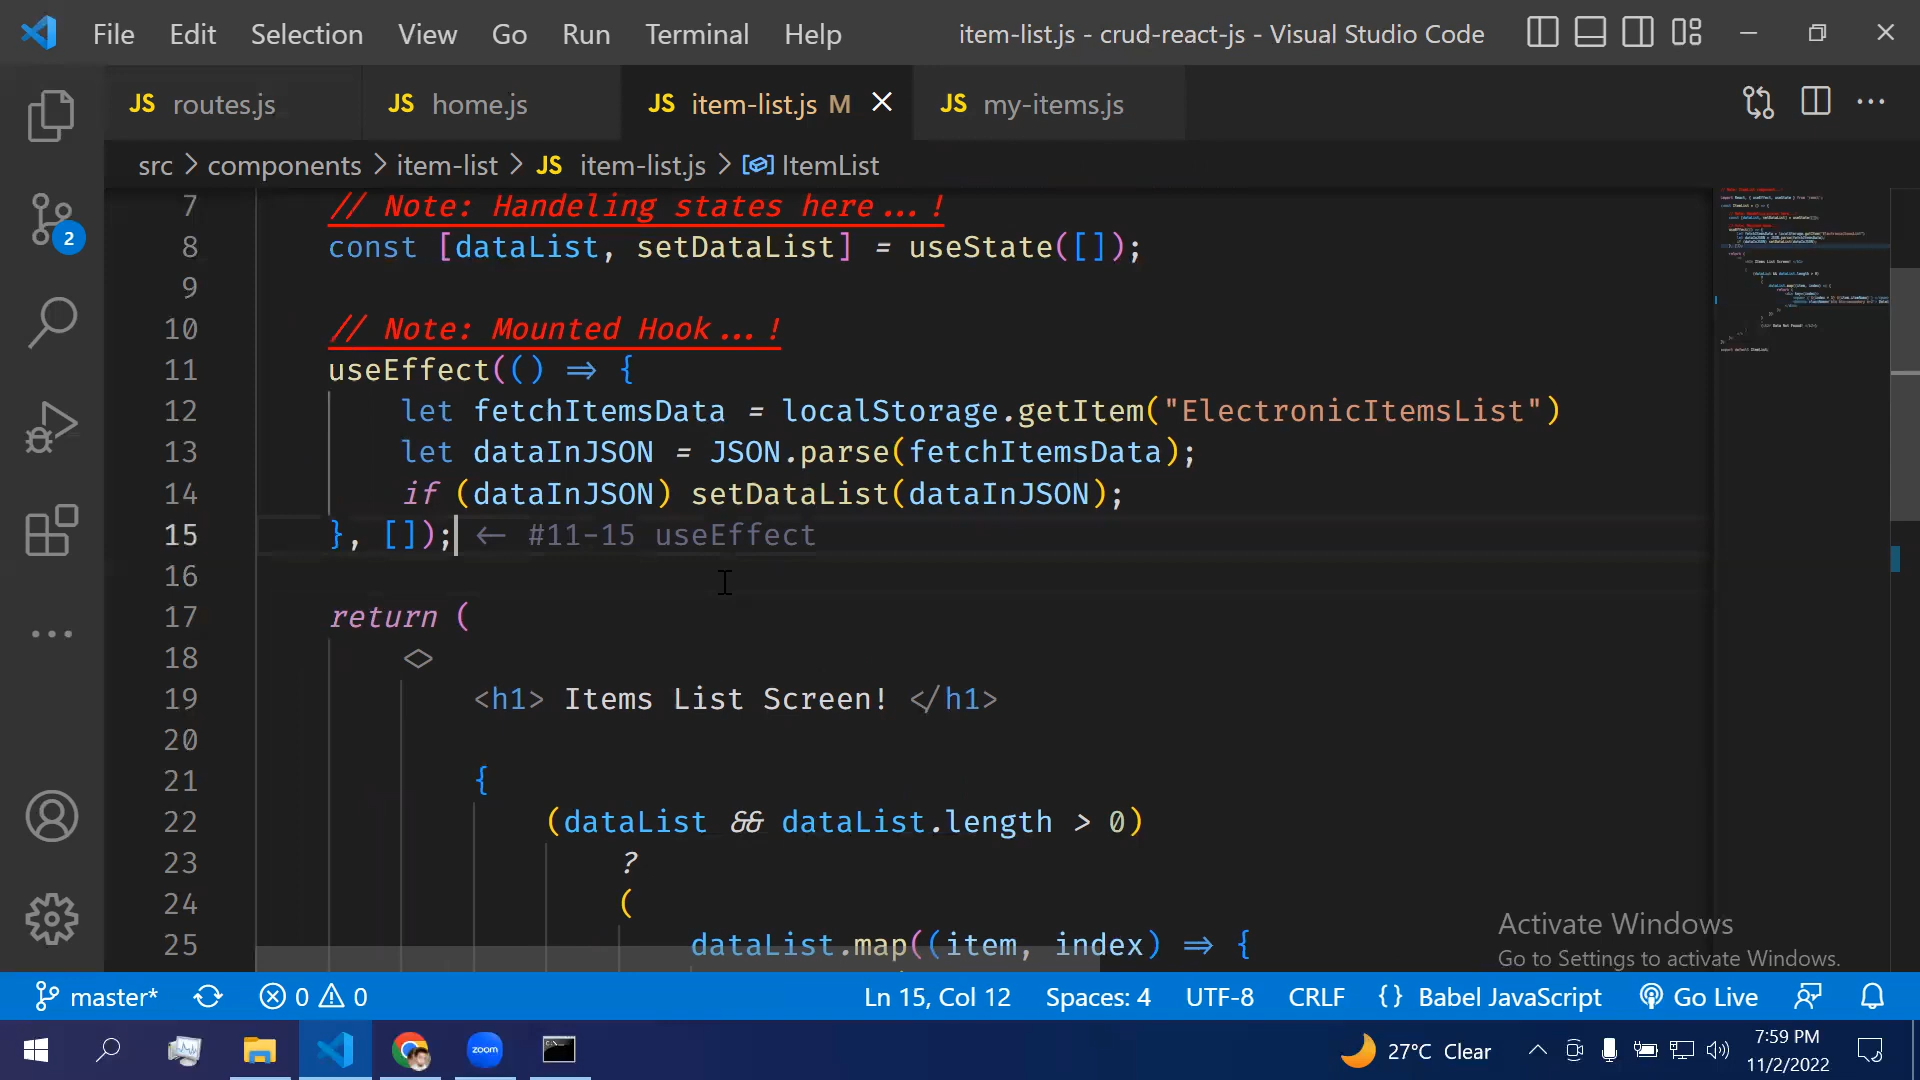 File Edit Selection View Go Run Terminal Help item-list.js - crud-react-js - Visual Studio Code
JS routes.js JS home.js JS item-list.js M JS my-items.js
src > components > item-list > JS item-list.js > ItemList
7 // Note: Handeling states here...!
8 const [dataList, setDataList] = useState([]);
9
10 // Note: Mounted Hook...!
11 useEffect(() => {
12 let fetchItemsData = localStorage.getItem("ElectronicItemsList")
13 let dataInJSON = JSON.parse(fetchItemsData);
14 if (dataInJSON) setDataList(dataInJSON);
15 }, []); <- #11-15 useEffect
16
17 return (
18 <>
19 <h1> Items List Screen! </h1>
20
21 {
22 (dataList && dataList.length > 0)
23 ?
24 (
25 dataList.map((item, index) => {
2
Activate Windows
Go to Settings to activate Windows.
master* 0 0 Ln 15, Col 12 Spaces: 4 UTF-8 CRLF {} Babel JavaScript Go Live
zoom 27°C Clear 7:59 PM
11/2/2022